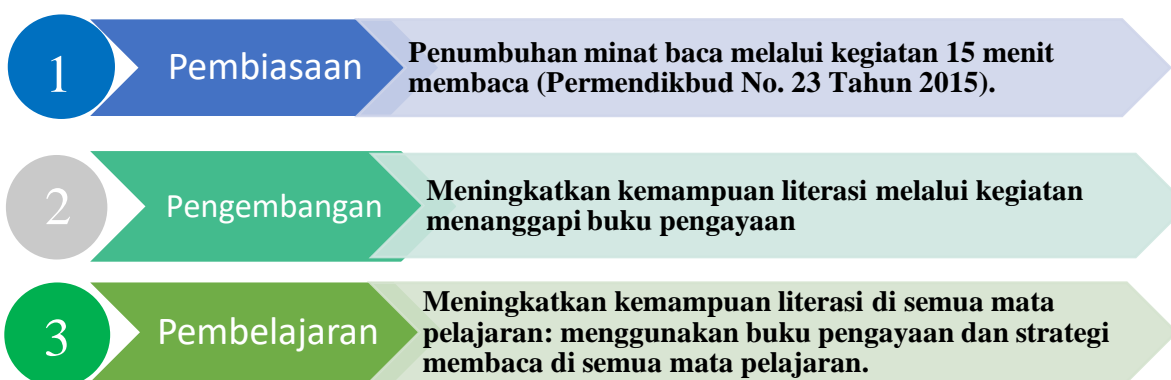 1
Pembiasaan
Penumbuhan minat baca melalui kegiatan 15 menit
membaca (Permendikbud No. 23 Tahun 2015).
2
Pengembangan
Meningkatkan kemampuan literasi melalui kegiatan
menanggapi buku pengayaan
3
Pembelajaran
Meningkatkan kemampuan literasi di semua mata
pelajaran: menggunakan buku pengayaan dan strategi
membaca di semua mata pelajaran.